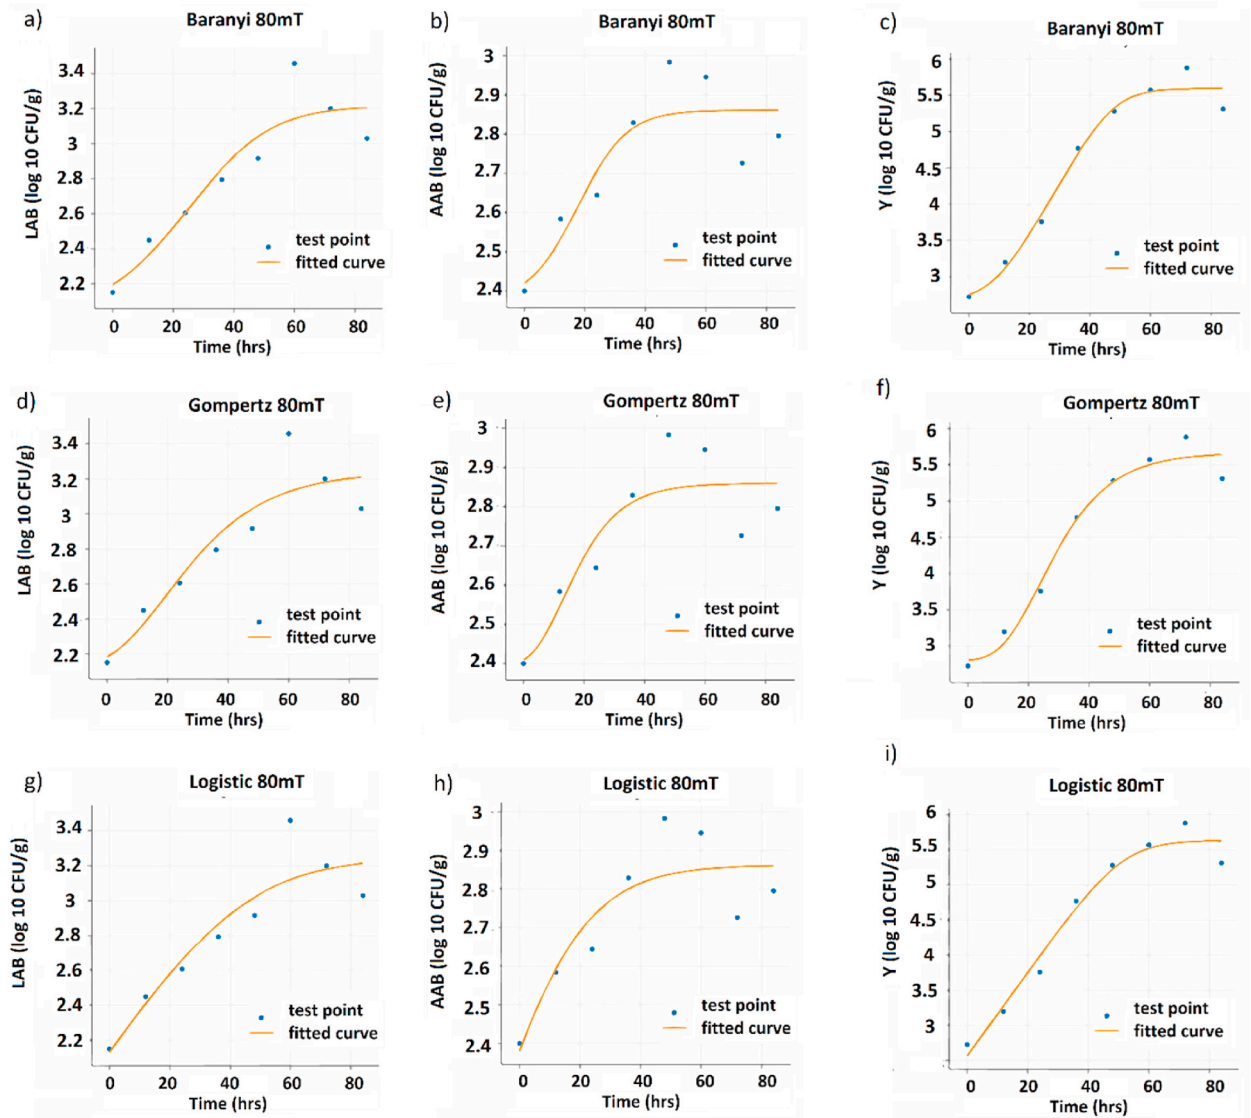 a)
Baranyi 80mT
LAB (log 10 CFU/g)
3.4
3.2
3
2.8
2.6
2.4
2.2
test point
fitted curve
0 20 40 60 80
Time (hrs)
b)
Baranyi 80mT
AAB (log 10 CFU/g)
3
2.9
2.8
2.7
2.6
2.5
2.4
test point
fitted curve
0 20 40 60 80
Time (hrs)
c)
Baranyi 80mT
Y (log 10 CFU/g)
6
5.5
5
4.5
4
3.5
3
test point
fitted curve
0 20 40 60 80
Time (hrs)
d)
Gompertz 80mT
LAB (log 10 CFU/g)
3.4
3.2
3
2.8
2.6
2.4
2.2
test point
fitted curve
0 20 40 60 80
Time (hrs)
e)
Gompertz 80mT
AAB (log 10 CFU/g)
3
2.9
2.8
2.7
2.6
2.5
2.4
test point
fitted curve
0 20 40 60 80
Time (hrs)
f)
Gompertz 80mT
Y (log 10 CFU/g)
6
5.5
5
4.5
4
3.5
3
test point
fitted curve
0 20 40 60 80
Time (hrs)
g)
Logistic 80mT
LAB (log 10 CFU/g)
3.4
3.2
3
2.8
2.6
2.4
2.2
test point
fitted curve
0 20 40 60 80
Time (hrs)
h)
Logistic 80mT
AAB (log 10 CFU/g)
3
2.9
2.8
2.7
2.6
2.5
2.4
test point
fitted curve
0 20 40 60 80
Time (hrs)
i)
Logistic 80mT
Y (log 10 CFU/g)
6
5.5
5
4.5
4
3.5
3
test point
fitted curve
0 20 40 60 80
Time (hrs)